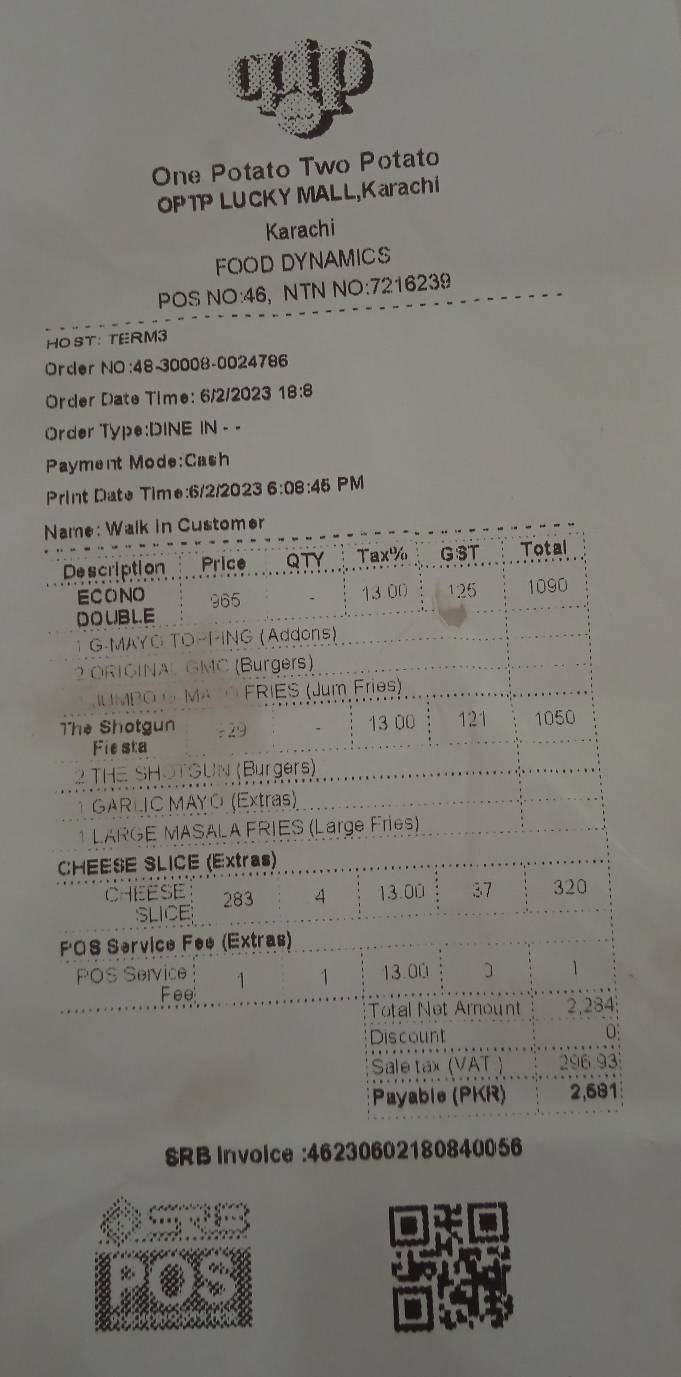 optp
One Potato Two Potato
OPTP LUCKY MALL,Karachi
Karachi
FOOD DYNAMICS
POS NO:46, NTN NO:7216239
HOST: TERM3
Order NO:48-30008-0024786
Order Date Time: 6/2/2023 18:8
Order Type:DINE IN - -
Payment Mode:Cash
Print Date Time:6/2/2023 6:08:45 PM
Name: Walk in Customer
Description Price QTY Tax% GST Total
ECONO DOUBLE 965 - 13.00 125 1090
1 G-MAYO TOPPING (Addons)
2 ORIGINAL GMC (Burgers)
JUMBO G MAYO FRIES (Jum Fries)
The Shotgun Fiesta 929 - 13.00 121 1050
2 THE SHOTGUN (Burgers)
1 GARLIC MAYO (Extras)
1 LARGE MASALA FRIES (Large Fries)
CHEESE SLICE (Extras)
CHEESE SLICE 283 4 13.00 37 320
POS Service Fee (Extras)
POS Service Fee 1 1 13.00 0 1
Total Net Amount 2,284
Discount 0
Sale tax (VAT ) 296.93
Payable (PKR) 2,581
SRB Invoice :46230602180840056
SRB
POS